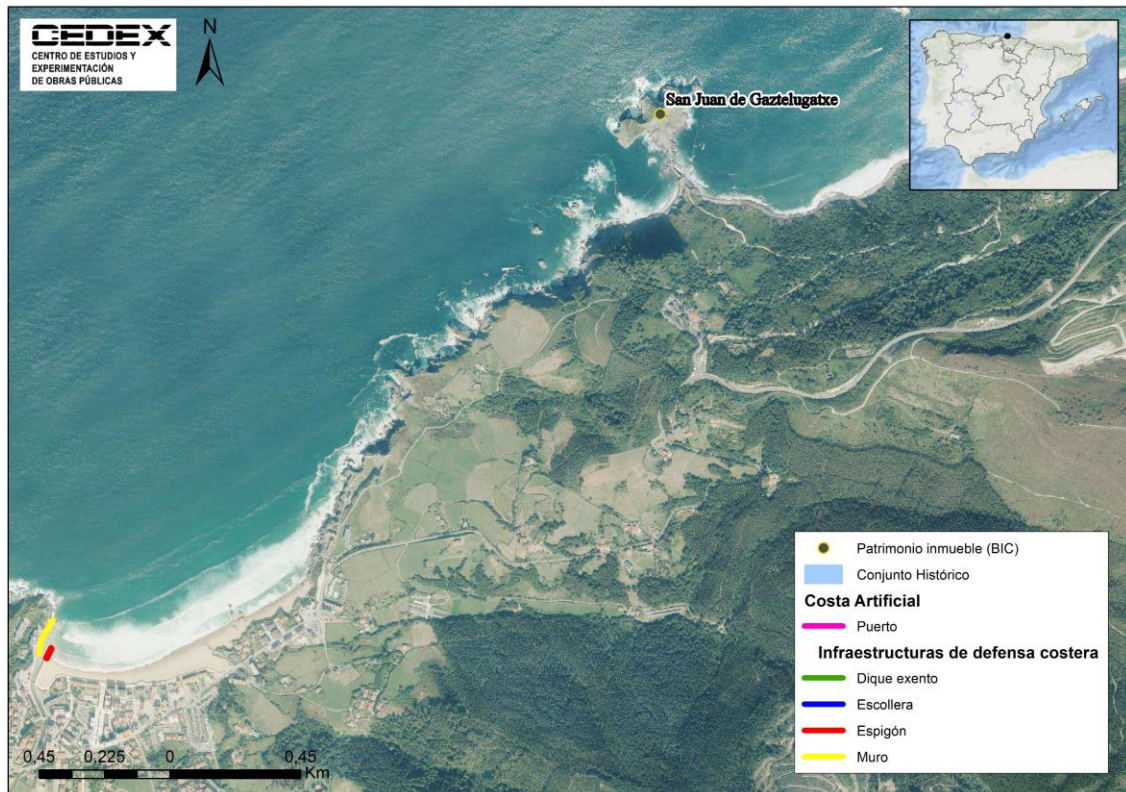 CEDEX
CENTRO DE ESTUDIOS Y
EXPERIMENTACIÓN
DE OBRAS PÚBLICAS
N
San Juan de Gaztelugatxe
Patrimonio inmueble (BIC)
Conjunto Histórico
Costa Artificial
Puerto
Infraestructuras de defensa costera
Dique exento
Escollera
Espigón
Muro
0,45 0,225 0 0,45
Km